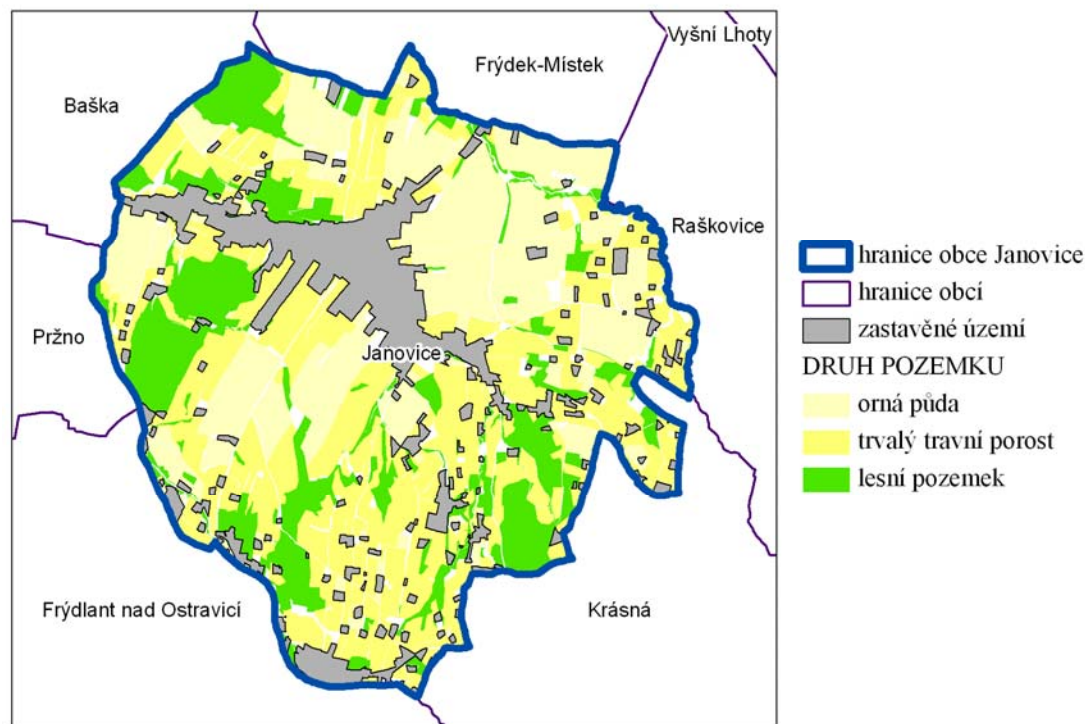 Vyšní Lhoty
Frýdek-Místek
Baška
Raškovice
Pržno
Janovice
Frýdlant nad Ostravicí
Krásná
hranice obce Janovice
hranice obcí
zastavěné území
DRUH POZEMKU
orná půda
trvalý travní porost
lesní pozemek